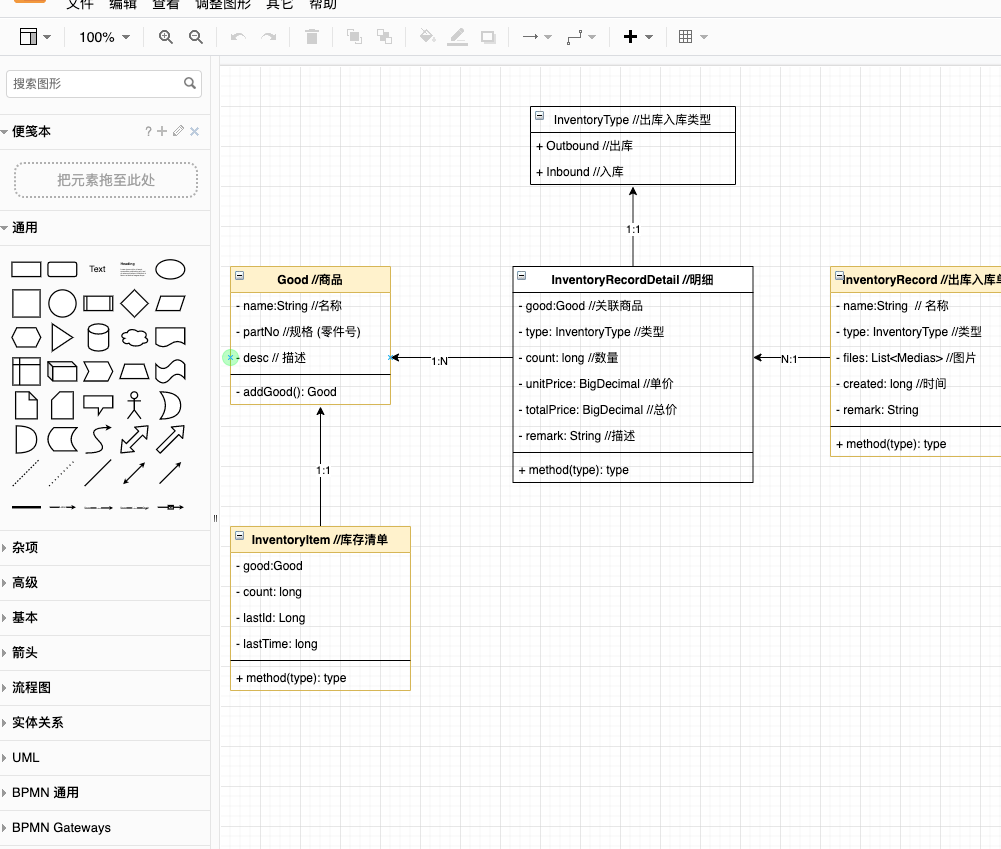 文件 编辑 查看 调整图形 其它 帮助
100%
搜索图形
便笺本
?
把元素拖至此处
通用
Text
Heading
杂项
高级
基本
箭头
流程图
实体关系
UML
BPMN 通用
BPMN Gateways
InventoryType //出库入库类型
+ Outbound //出库
+ Inbound //入库
1:1
Good //商品
- name:String //名称
- partNo //规格 (零件号)
- desc // 描述
- addGood(): Good
1:N
InventoryRecordDetail //明细
- good:Good //关联商品
- type: InventoryType //类型
- count: long //数量
- unitPrice: BigDecimal //单价
- totalPrice: BigDecimal //总价
- remark: String //描述
+ method(type): type
N:1
InventoryRecord //出库入库单
- name:String // 名称
- type: InventoryType //类型
- files: List<Medias> //图片
- created: long //时间
- remark: String
+ method(type): type
1:1
InventoryItem //库存清单
- good:Good
- count: long
- lastId: Long
- lastTime: long
+ method(type): type